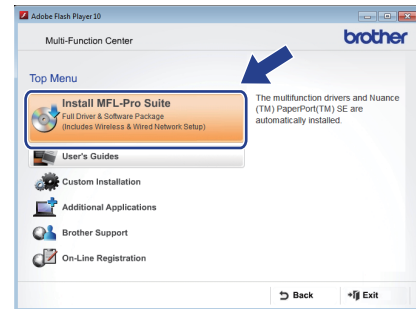 Adobe Flash Player 10
Multi-Function Center
brother
Top Menu
Install MFL-Pro Suite
Full Driver & Software Package
(Includes Wireless & Wired Network Setup)
The multifunction drivers and Nuance
(TM) PaperPort(TM) SE are
automatically installed.
User's Guides
Custom Installation
Additional Applications
Brother Support
On-Line Registration
Back
Exit